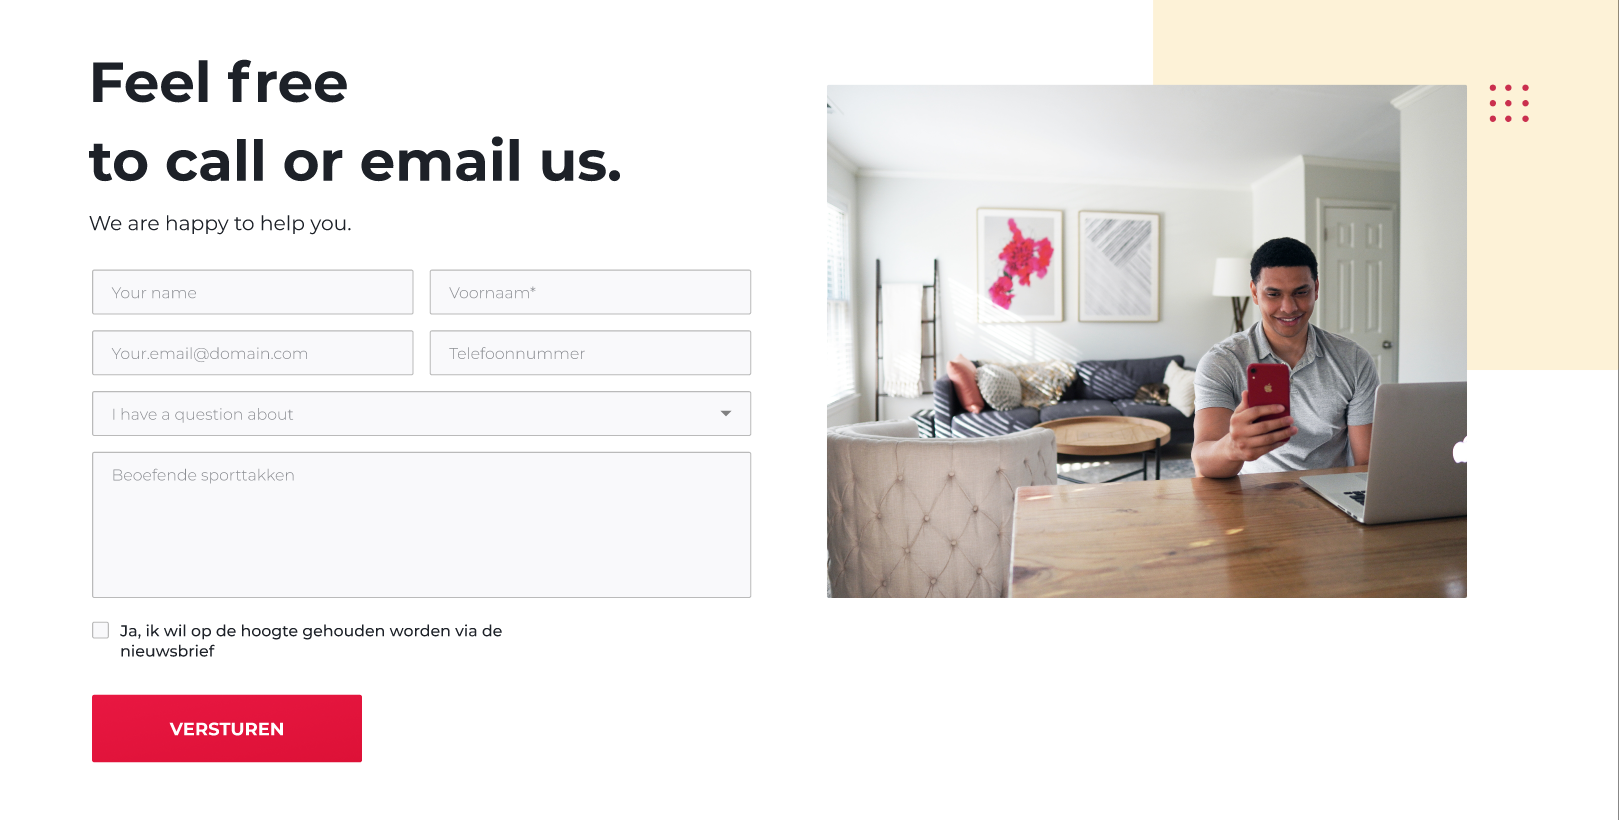 Feel free
to call or email us.
We are happy to help you.
Your name
Voornaam*
Your.email@domain.com
Telefoonnummer
I have a question about
Beoefende sporttakken
Ja, ik wil op de hoogte gehouden worden via de
nieuwsbrief
VERSTUREN